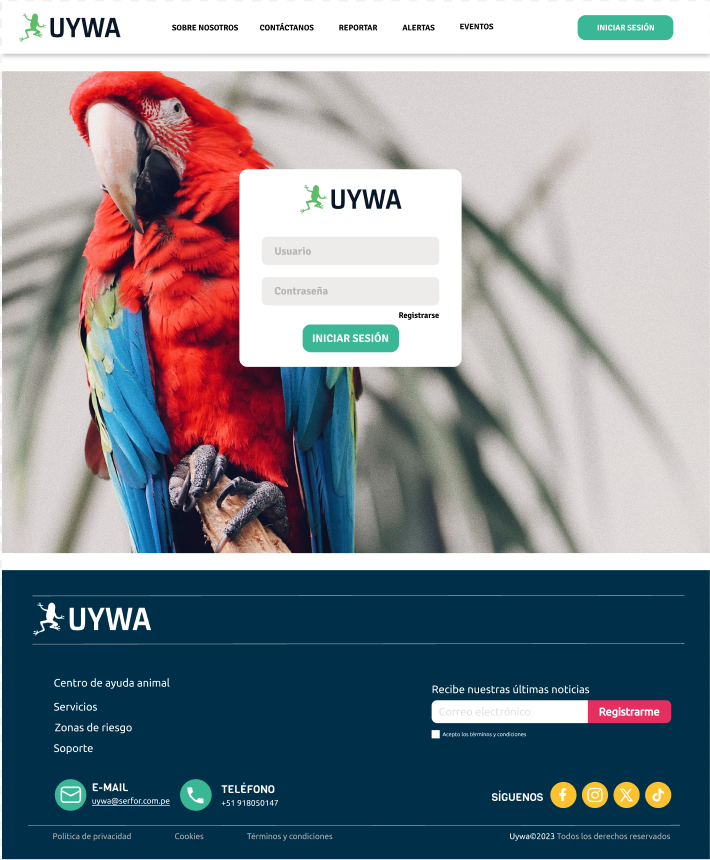 UYWA
SOBRE NOSOTROS CONTÁCTANOS REPORTAR ALERTAS EVENTOS
INICIAR SESIÓN
UYWA
Usuario
Contraseña
Registrarse
INICIAR SESIÓN
UYWA
Centro de ayuda animal
Servicios
Zonas de riesgo
Soporte
Recibe nuestras últimas noticias
Correo electrónico
Registrarme
Acepto los términos y condiciones
E-MAIL
uywa@serfor.com.pe
TELÉFONO
+51 918050147
SÍGUENOS
Politica de privacidad
Cookies
Términos y condiciones
Uywa©2023 Todos los derechos reservados